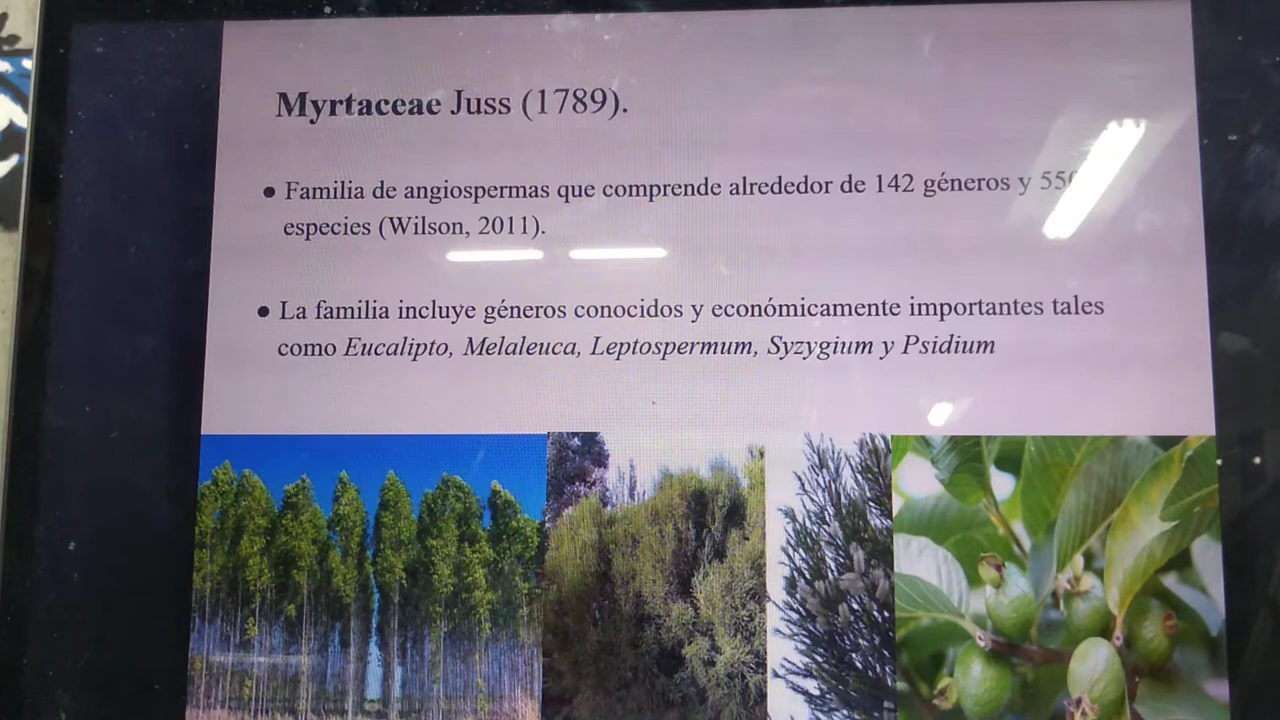 Myrtaceae Juss (1789).
● Familia de angiospermas que comprende alrededor de 142 géneros y
especies (Wilson, 2011).
● La familia incluye géneros conocidos y económicamente importantes tales
como Eucalipto, Melaleuca, Leptospermum, Syzygium y Psidium